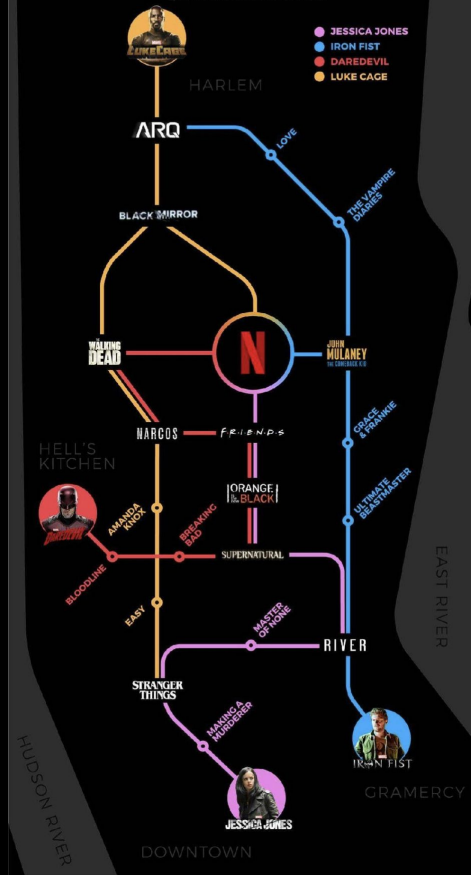 LUKE CAGE
JESSICA JONES
IRON FIST
DAREDEVIL
LUKE CAGE
HARLEM
ARQ
LOVE
THE VAMPIRE
DIARIES
BLACK MIRROR
THE
WALKING
DEAD
N
JOHN
MULANEY
THE COMEBACK KID
NARCOS
F·R·I·E·N·D·S
GRACE
& FRANKIE
HELL'S
KITCHEN
ORANGE
IS THE NEW
BLACK
AMANDA
KNOX
BREAKING
BAD
ULTIMATE
BEASTMASTER
DAREDEVIL
BLOODLINE
SUPERNATURAL
EAST RIVER
EASY
MASTER
OF NONE
RIVER
STRANGER
THINGS
MAKING A
MURDERER
IRON FIST
GRAMERCY
JESSICA JONES
HUDSON RIVER
DOWNTOWN